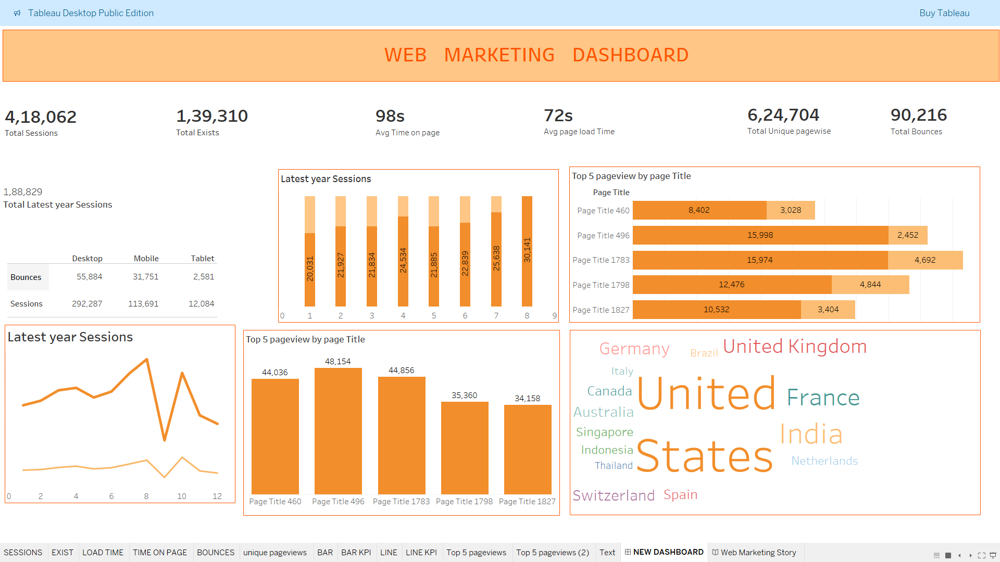 Tableau Desktop Public Edition
Buy Tableau
WEB MARKETING DASHBOARD
4,18,062
Total Sessions
1,39,310
Total Exists
98s
Avg Time on page
72s
Avg page load Time
6,24,704
Total Unique pagewise
90,216
Total Bounces
1,88,829
Total Latest year Sessions
Desktop Mobile Tablet
Bounces 55,884 31,751 2,581
Sessions 292,287 113,691 12,084
Latest year Sessions
20,031 21,927 21,834 24,534 21,885 22,839 25,638 30,141
0 1 2 3 4 5 6 7 8 9
Top 5 pageview by page Title
Page Title
Page Title 460 8,402 3,028
Page Title 496 15,998 2,452
Page Title 1783 15,974 4,692
Page Title 1798 12,476 4,844
Page Title 1827 10,532 3,404
Latest year Sessions
0 2 4 6 8 10 12
Top 5 pageview by page Title
44,036 48,154 44,856 35,360 34,158
Page Title 460 Page Title 496 Page Title 1783 Page Title 1798 Page Title 1827
Germany Brazil United Kingdom
Italy
Canada
Australia
Singapore
Indonesia
Thailand
United
States
France
India
Netherlands
Switzerland Spain
SESSIONS EXIST LOAD TIME TIME ON PAGE BOUNCES unique pageviews BAR BAR KPI LINE LINE KPI Top 5 pageviews Top 5 pageviews (2) Text NEW DASHBOARD Web Marketing Story